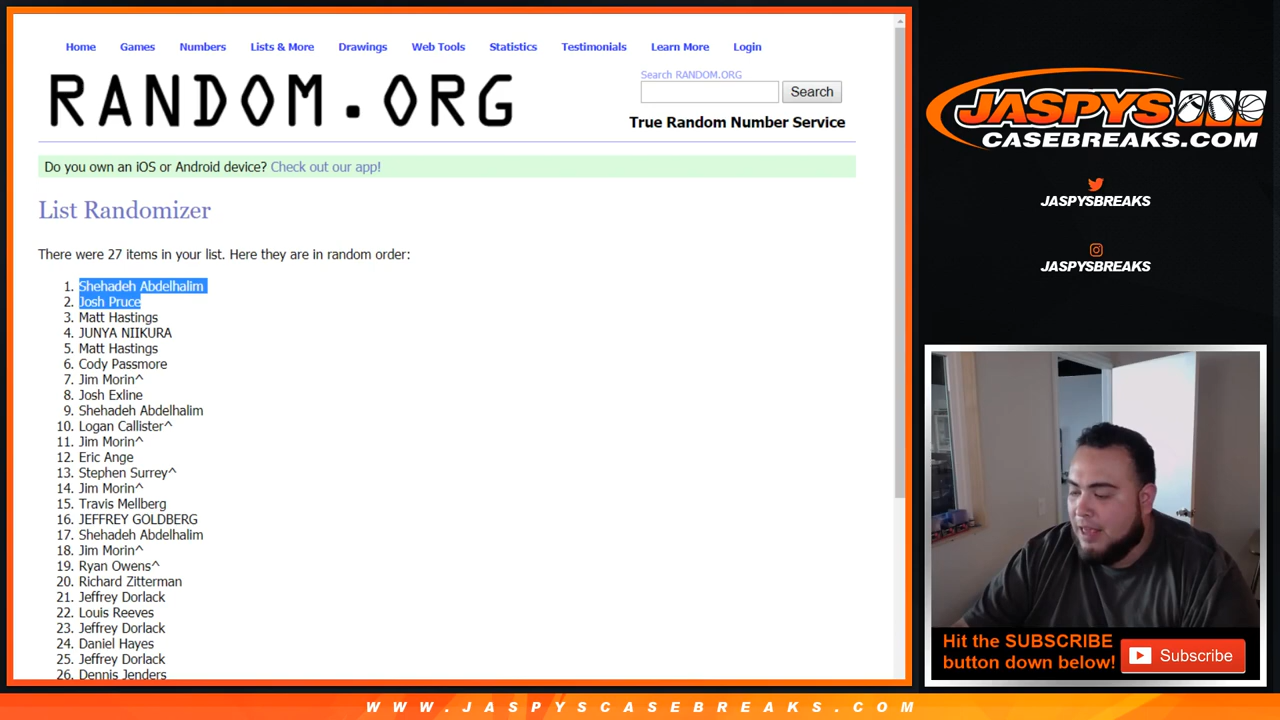 Home Games Numbers Lists & More Drawings Web Tools Statistics Testimonials Learn More Login
RANDOM.ORG
Search RANDOM.ORG
Search
True Random Number Service
Do you own an iOS or Android device? Check out our app!
List Randomizer
There were 27 items in your list. Here they are in random order:
1. Shehadeh Abdelhalim
2. Josh Pruce
3. Matt Hastings
4. JUNYA NIIKURA
5. Matt Hastings
6. Cody Passmore
7. Jim Morin^
8. Josh Exline
9. Shehadeh Abdelhalim
10. Logan Callister^
11. Jim Morin^
12. Eric Ange
13. Stephen Surrey^
14. Jim Morin^
15. Travis Mellberg
16. JEFFREY GOLDBERG
17. Shehadeh Abdelhalim
18. Jim Morin^
19. Ryan Owens^
20. Richard Zitterman
21. Jeffrey Dorlack
22. Louis Reeves
23. Jeffrey Dorlack
24. Daniel Hayes
25. Jeffrey Dorlack
26. Dennis Jenders
JASPYS
CASEBREAKS.COM
JASPYSBREAKS
JASPYSBREAKS
Hit the SUBSCRIBE
button down below!
Subscribe
WWW.JASPYSCASEBREAKS.COM